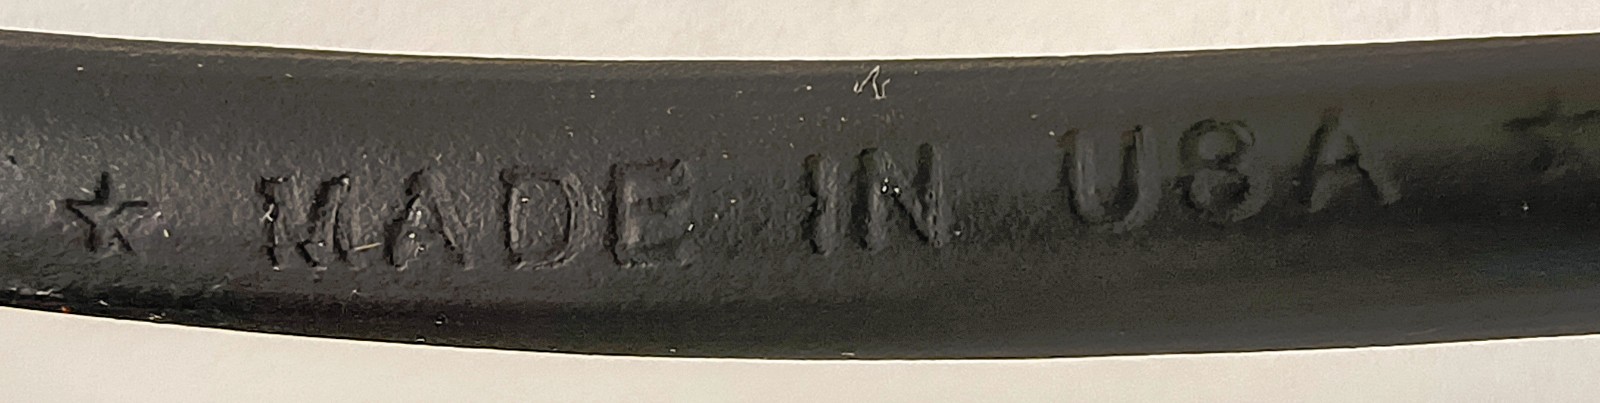 ☆ MADE IN USA ☆